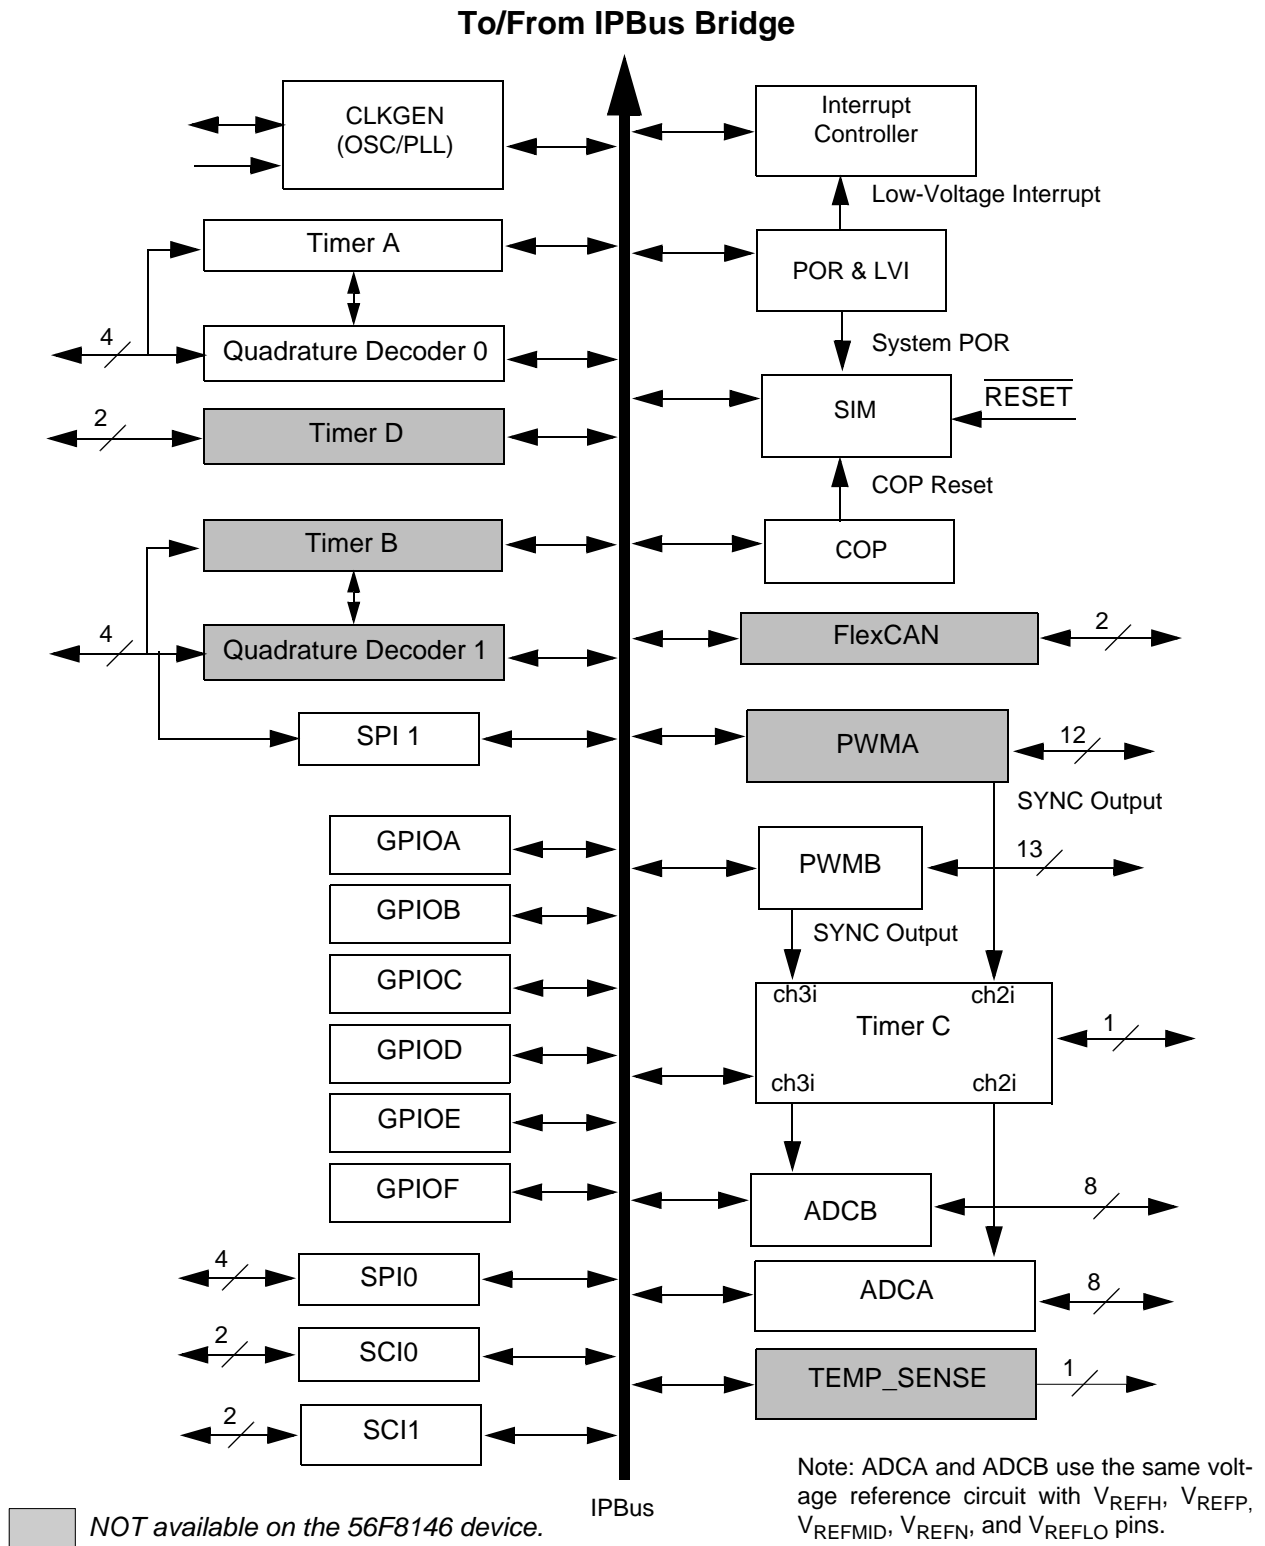 To/From IPBus Bridge
CLKGEN
(OSC/PLL)
Interrupt
Controller
Low-Voltage Interrupt
Timer A
POR & LVI
4
Quadrature Decoder 0
System POR
SIM
RESET
2
Timer D
COP Reset
Timer B
COP
4
Quadrature Decoder 1
FlexCAN
2
SPI 1
PWMA
12
SYNC Output
GPIOA
PWMB
13
GPIOB
SYNC Output
GPIOC
ch3i
ch2i
Timer C
1
GPIOD
ch3i
ch2i
GPIOE
GPIOF
ADCB
8
4
SPI0
ADCA
8
2
SCI0
TEMP_SENSE
1
2
SCI1
IPBus
NOT available on the 56F8146 device.
Note: ADCA and ADCB use the same volt-
age reference circuit with VREFH, VREFP,
VREFMID, VREFN, and VREFLO pins.